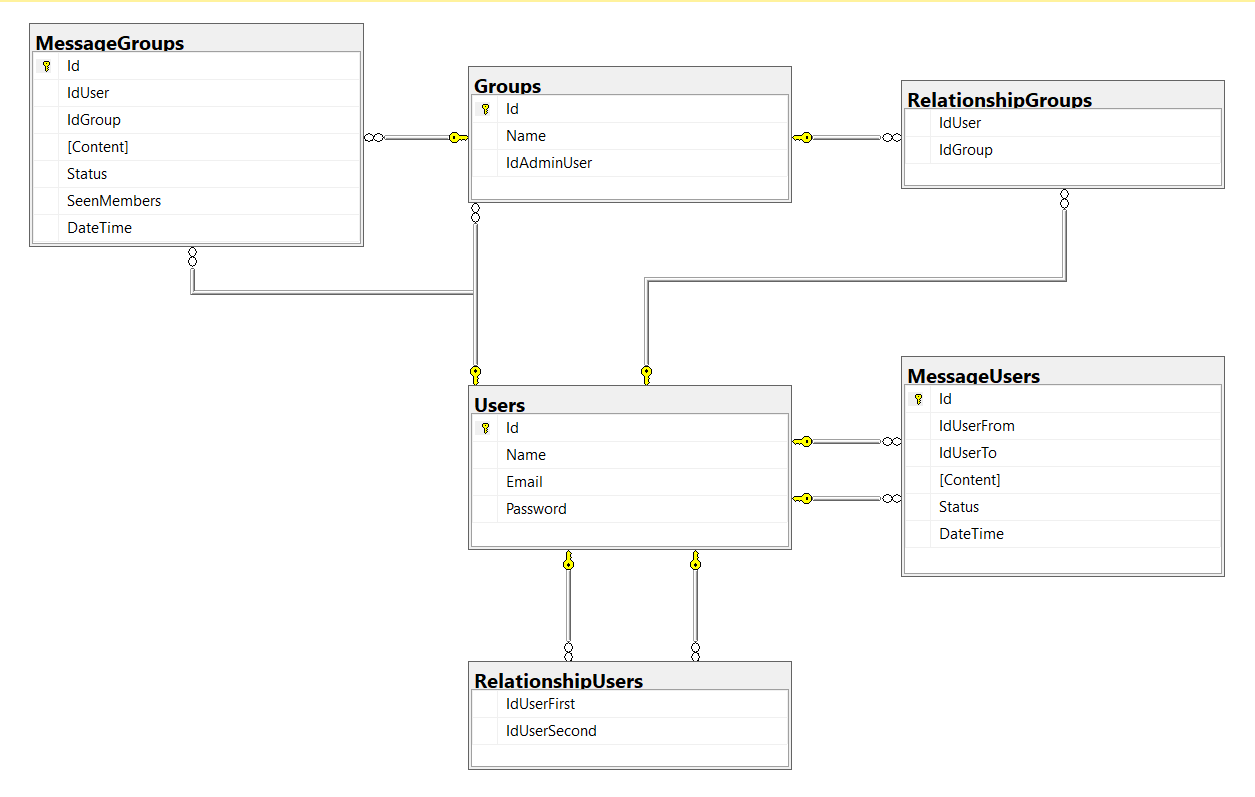 MessageGroups
Id
IdUser
IdGroup
[Content]
Status
SeenMembers
DateTime
Groups
Id
Name
IdAdminUser
RelationshipGroups
IdUser
IdGroup
Users
Id
Name
Email
Password
MessageUsers
Id
IdUserFrom
IdUserTo
[Content]
Status
DateTime
RelationshipUsers
IdUserFirst
IdUserSecond